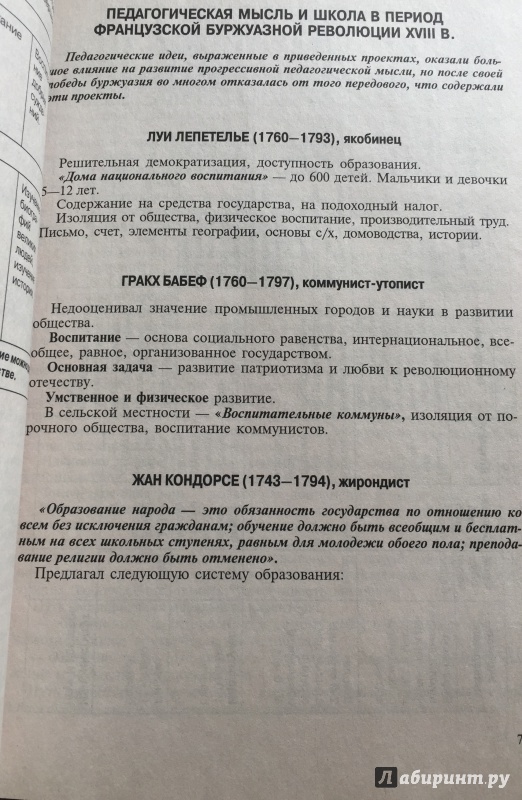 ПЕДАГОГИЧЕСКАЯ МЫСЛЬ И ШКОЛА В ПЕРИОД
ФРАНЦУЗСКОЙ БУРЖУАЗНОЙ РЕВОЛЮЦИИ XVIII В.
Педагогические идеи, выраженные в приведенных проектах, оказали боль-
шое влияние на развитие прогрессивной педагогической мысли, но после своей
победы буржуазия во многом отказалась от того передового, что содержали
эти проекты.
ЛУИ ЛЕПЕТЕЛЬЕ (1760—1793), якобинец
Решительная демократизация, доступность образования.
«Дома национального воспитания» — до 600 детей. Мальчики и девочки
5—12 лет.
Содержание на средства государства, на подоходный налог.
Изоляция от общества, физическое воспитание, производительный труд.
Письмо, счет, элементы географии, основы с/х, домоводства, истории.
ГРАКХ БАБЕФ (1760—1797), коммунист-утопист
Недооценивал значение промышленных городов и науки в развитии
общества.
Воспитание — основа социального равенства, интернациональное, все-
общее, равное, организованное государством.
Основная задача — развитие патриотизма и любви к революционному
отечеству.
Умственное и физическое развитие.
В сельской местности — «Воспитательные коммуны», изоляция от по-
рочного общества, воспитание коммунистов.
ЖАН КОНДОРСЕ (1743—1794), жирондист
«Образование народа — это обязанность государства по отношению ко
всем без исключения гражданам; обучение должно быть всеобщим и бесплат-
ным на всех школьных ступенях, равным для молодежи обоего пола; препода-
вание религии должно быть отменено».
Предлагал следующую систему образования:
7
Лабиринт.ру